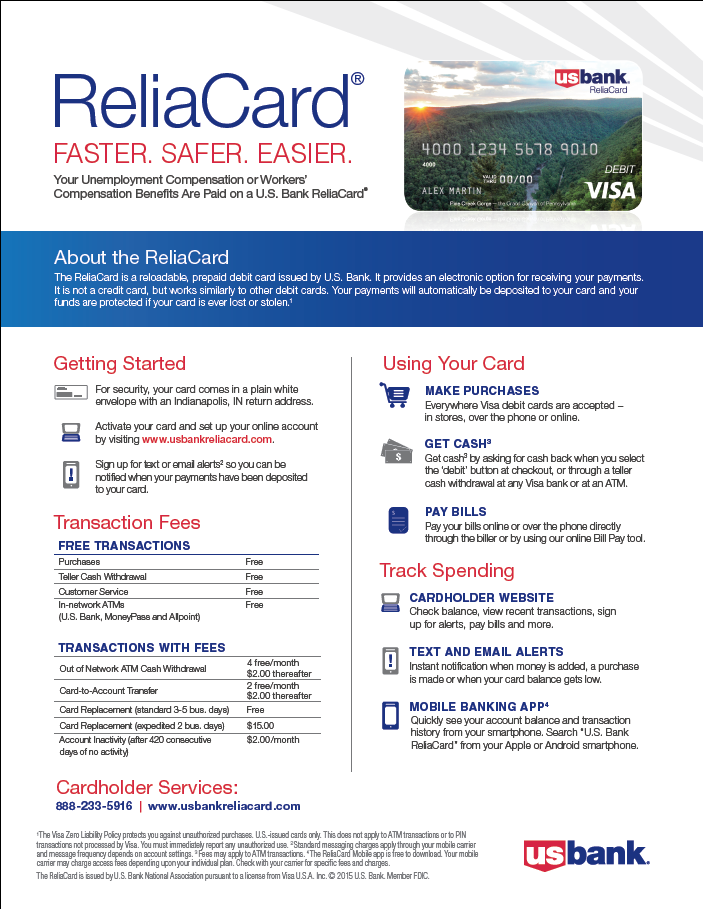 ReliaCard®
FASTER. SAFER. EASIER.
Your Unemployment Compensation or Workers'
Compensation Benefits Are Paid on a U.S. Bank ReliaCard®
usbank.
ReliaCard
4000 1234 5678 9010
4000
VALID
THRU 00/00
DEBIT
ALEX MARTIN
VISA
Pine Creek Gorge – the Grand Canyon of Pennsylvania
About the ReliaCard
The ReliaCard is a reloadable, prepaid debit card issued by U.S. Bank. It provides an electronic option for receiving your payments.
It is not a credit card, but works similarly to other debit cards. Your payments will automatically be deposited to your card and your
funds are protected if your card is ever lost or stolen.¹
Getting Started
For security, your card comes in a plain white
envelope with an Indianapolis, IN return address.
Activate your card and set up your online account
by visiting www.usbankreliacard.com.
Sign up for text or email alerts² so you can be
notified when your payments have been deposited
to your card.
Transaction Fees
FREE TRANSACTIONS
Purchases Free
Teller Cash Withdrawal Free
Customer Service Free
In-network ATMs Free
(U.S. Bank, MoneyPass and Allpoint)
TRANSACTIONS WITH FEES
Out of Network ATM Cash Withdrawal 4 free/month
$2.00 thereafter
Card-to-Account Transfer 2 free/month
$2.00 thereafter
Card Replacement (standard 3-5 bus. days) Free
Card Replacement (expedited 2 bus. days) $15.00
Account Inactivity (after 420 consecutive $2.00/month
days of no activity)
Using Your Card
MAKE PURCHASES
Everywhere Visa debit cards are accepted –
in stores, over the phone or online.
$
GET CASH³
Get cash³ by asking for cash back when you select
the 'debit' button at checkout, or through a teller
cash withdrawal at any Visa bank or at an ATM.
PAY BILLS
Pay your bills online or over the phone directly
through the biller or by using our online Bill Pay tool.
Track Spending
CARDHOLDER WEBSITE
Check balance, view recent transactions, sign
up for alerts, pay bills and more.
TEXT AND EMAIL ALERTS
Instant notification when money is added, a purchase
is made or when your card balance gets low.
MOBILE BANKING APP⁴
Quickly see your account balance and transaction
history from your smartphone. Search "U.S. Bank
ReliaCard" from your Apple or Android smartphone.
Cardholder Services:
888-233-5916 | www.usbankreliacard.com
¹The Visa Zero Liability Policy protects you against unauthorized purchases. U.S.-issued cards only. This does not apply to ATM transactions or to PIN
transactions not processed by Visa. You must immediately report any unauthorized use. ²Standard messaging charges apply through your mobile carrier
and message frequency depends on account settings. ³Fees may apply to ATM transactions. ⁴The ReliaCard Mobile app is free to download. Your mobile
carrier may charge access fees depending upon your individual plan. Check with your carrier for specific fees and charges.
The ReliaCard is issued by U.S. Bank National Association pursuant to a license from Visa U.S.A. Inc. © 2015 U.S. Bank. Member FDIC.
usbank.